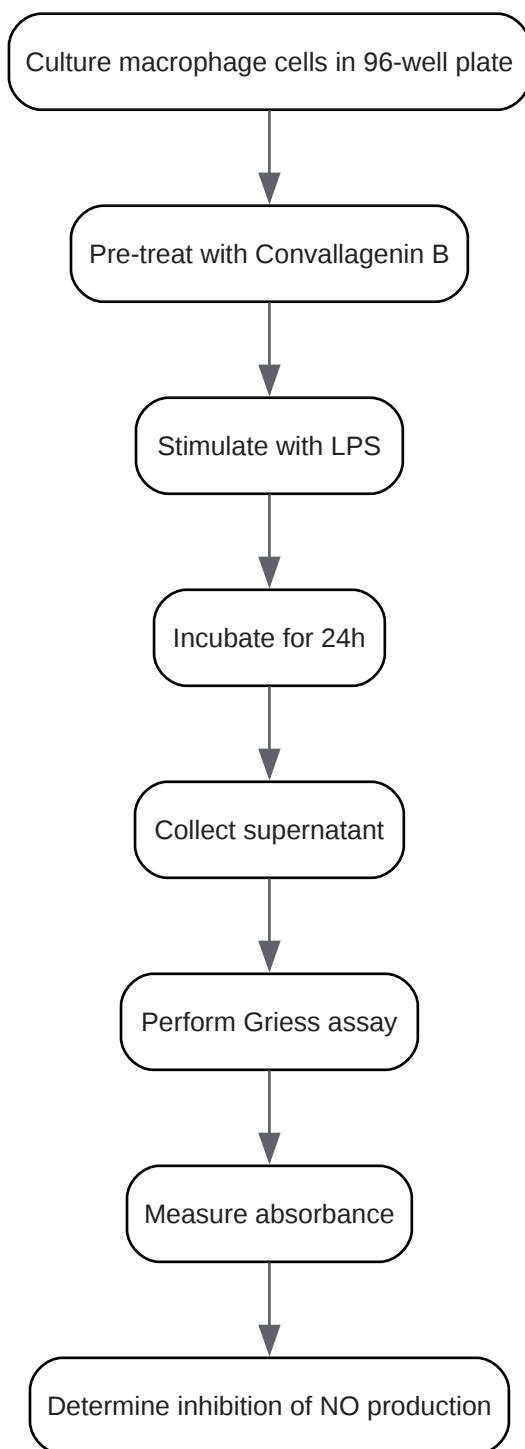 Culture macrophage cells in 96-well plate
Pre-treat with Convallagenin B
Stimulate with LPS
Incubate for 24h
Collect supernatant
Perform Griess assay
Measure absorbance
Determine inhibition of NO production